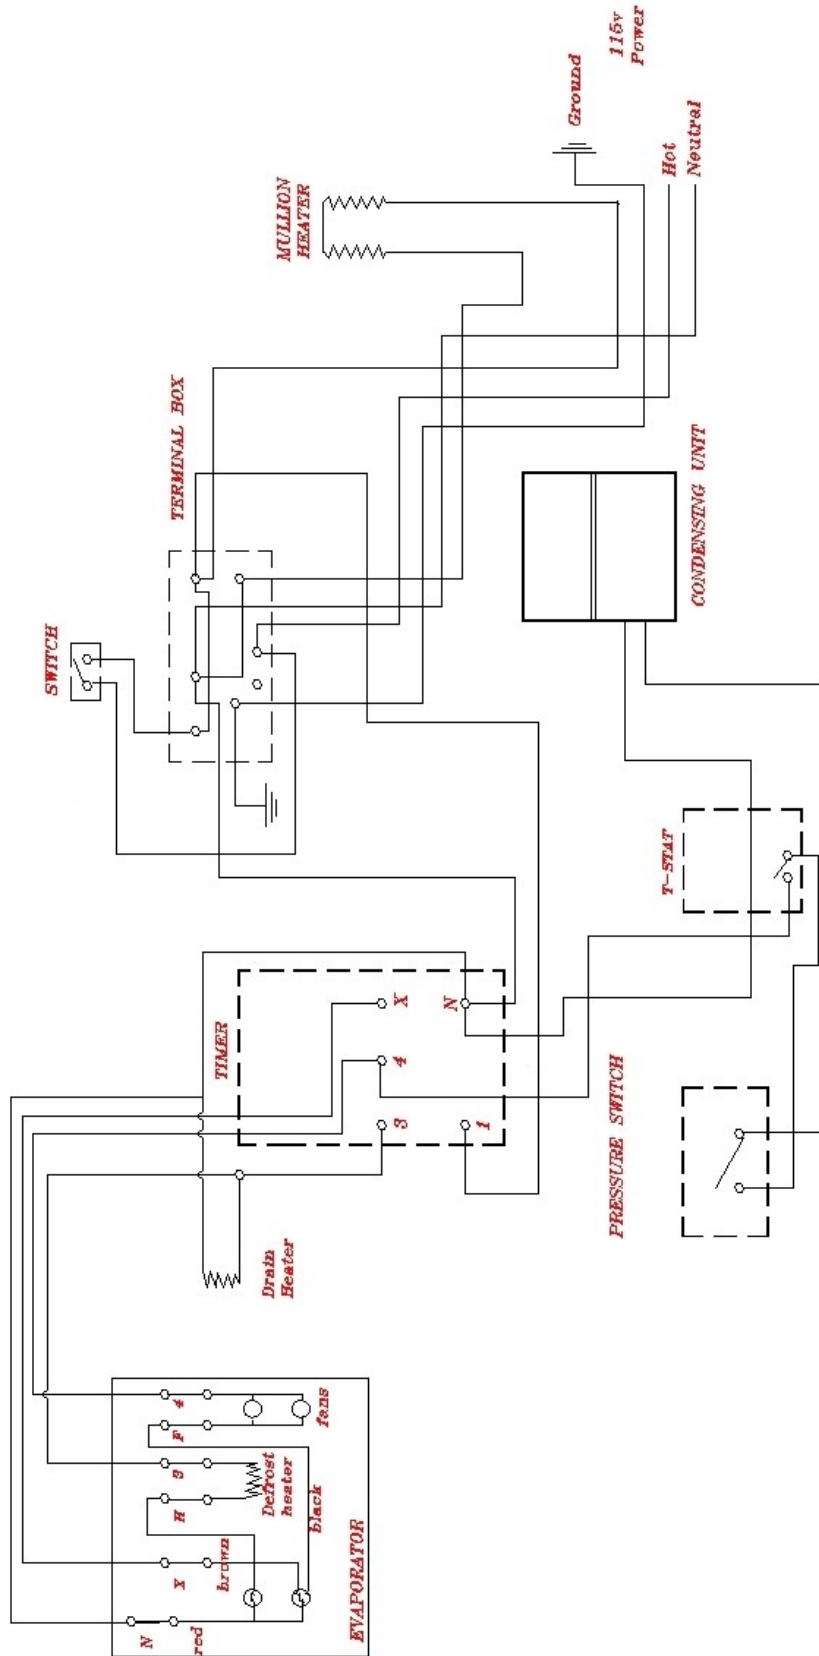 115v
Power
Ground
Hot
Neutral
MULLION
HEATER
TERMINAL BOX
CONDENSING UNIT
SWITCH
T-STAT
TIMER
X
N
4
3
1
PRESSURE SWITCH
Drain
Heater
4
F
3
H
X
N
fans
Defrost
heater
black
brown
red
EVAPORATOR